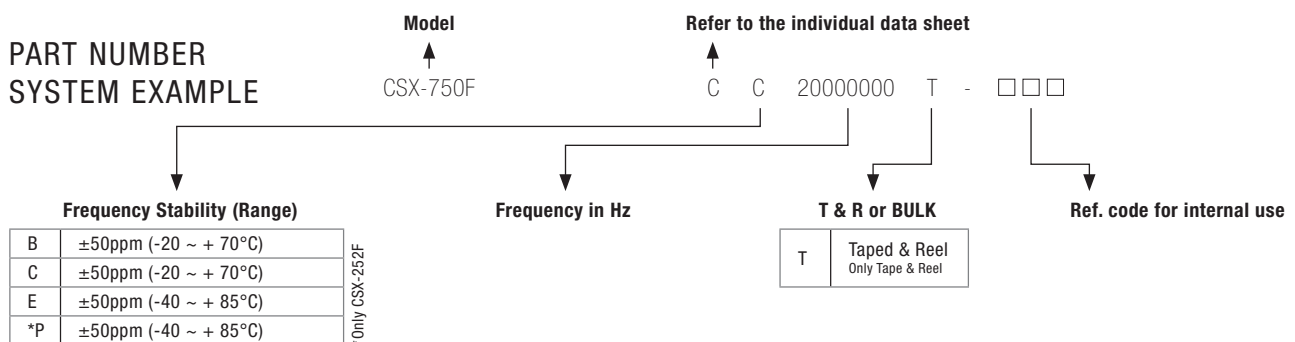 Model
Refer to the individual data sheet
PART NUMBER
SYSTEM EXAMPLE
CSX-750F
C C 20000000 T - □□□
Frequency Stability (Range)
B ±50ppm (-20 ~ + 70°C)
C ±50ppm (-20 ~ + 70°C)
E ±50ppm (-40 ~ + 85°C)
*P ±50ppm (-40 ~ + 85°C)
Only CSX-252F
Frequency in Hz
T & R or BULK
T Taped & Reel
Only Tape & Reel
Ref. code for internal use